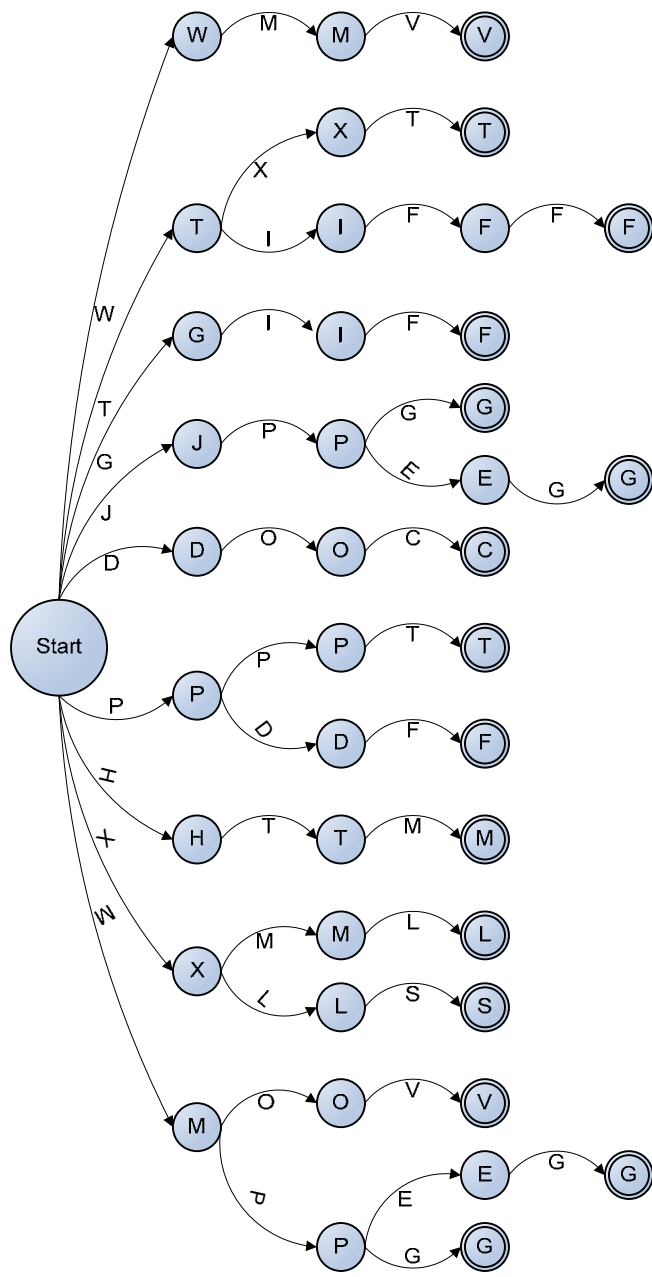 W M M V V
X T T
X
T I I F F F F
W
G I I F F
T
G
J P P G G
E E G G
J
D D O O C C
Start
P P P P T T
D D F F
H H T T M M
X
M
X M M L L
L L S S
M O O V V
P P E E G G
G G